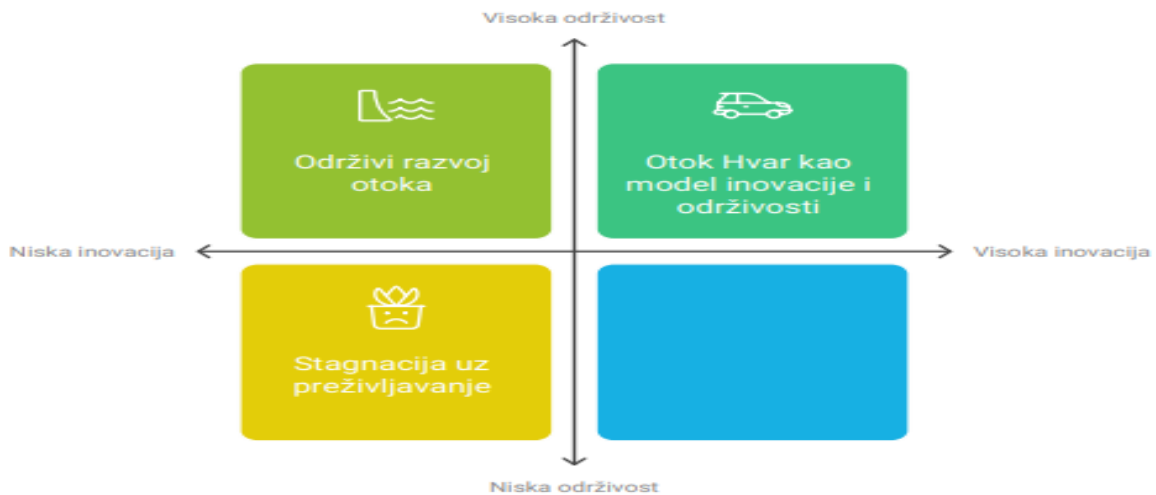 Visoka održivost
Održivi razvoj
otoka
Otok Hvar kao
model inovacije i
održivosti
Niska inovacija
Visoka inovacija
Stagnacija uz
preživljavanje
Niska održivost